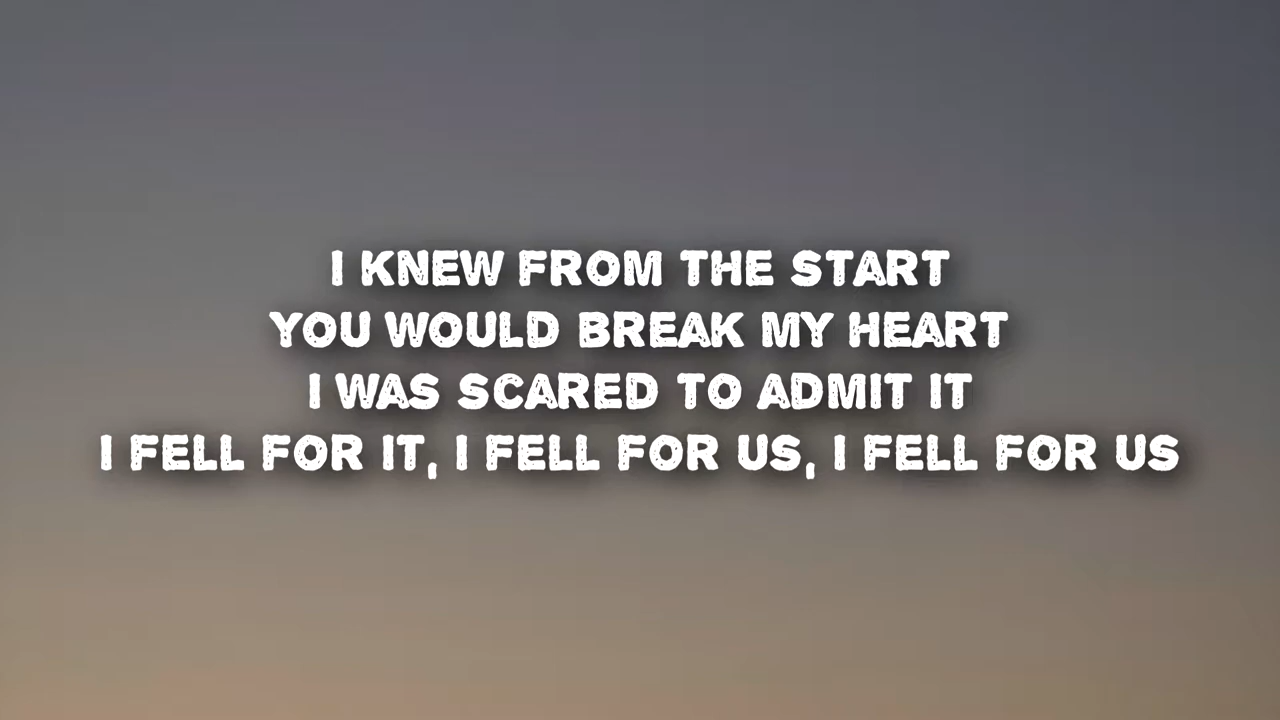 I KNEW FROM THE START
YOU WOULD BREAK MY HEART
I WAS SCARED TO ADMIT IT
I FELL FOR IT, I FELL FOR US, I FELL FOR US